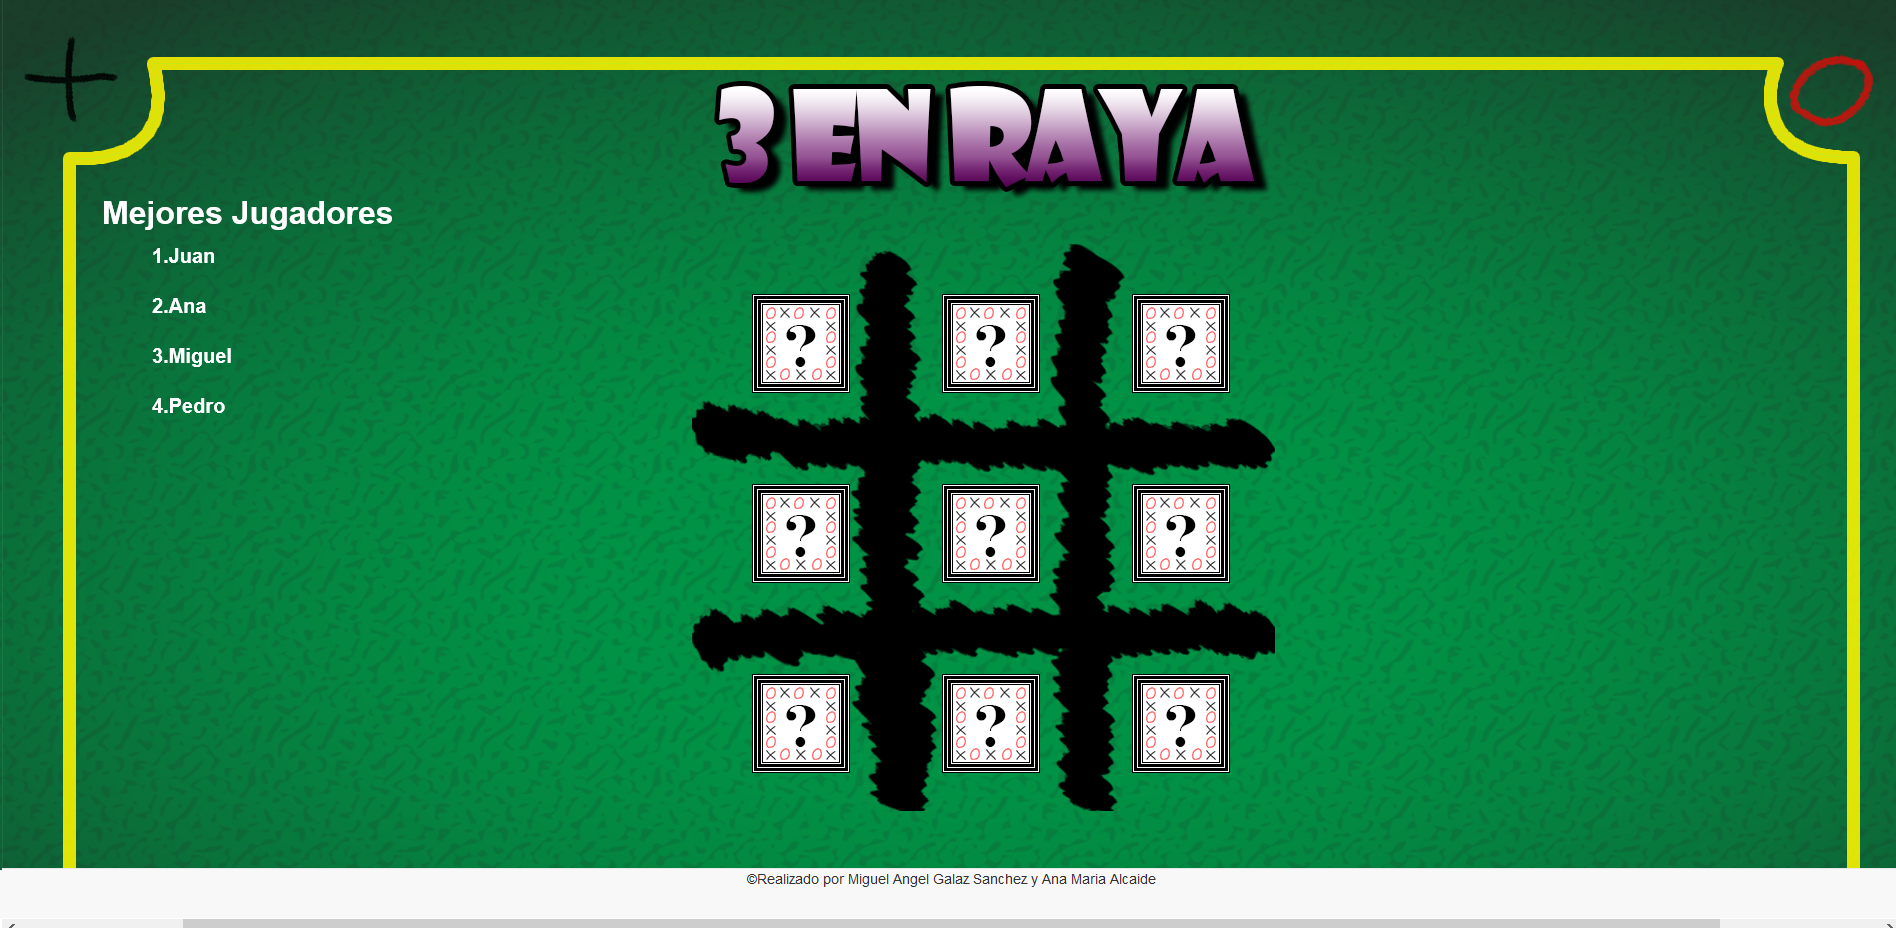 3 EN RAYA
Mejores Jugadores
1.Juan
2.Ana
3.Miguel
4.Pedro
? ? ?
? ? ?
? ? ?
©Realizado por Miguel Angel Galaz Sanchez y Ana Maria Alcaide